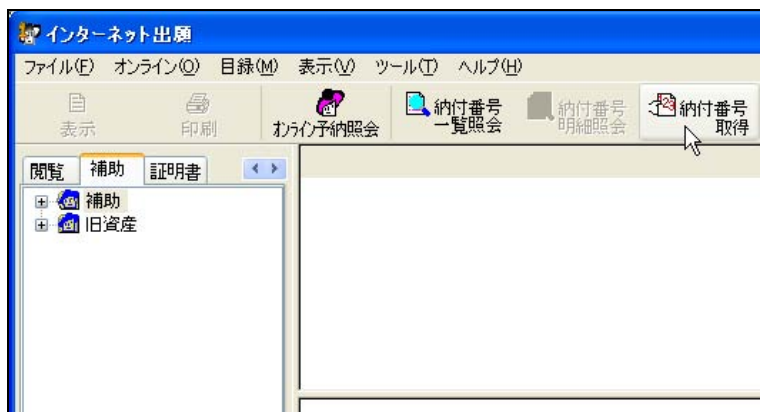 インターネット出願
ファイル(F) オンライン(O) 目録(M) 表示(V) ツール(T) ヘルプ(H)
表示 印刷 オンライン予納照会 納付番号一覧照会 納付番号明細照会 納付番号取得
閲覧 補助 証明書
補助
旧資産